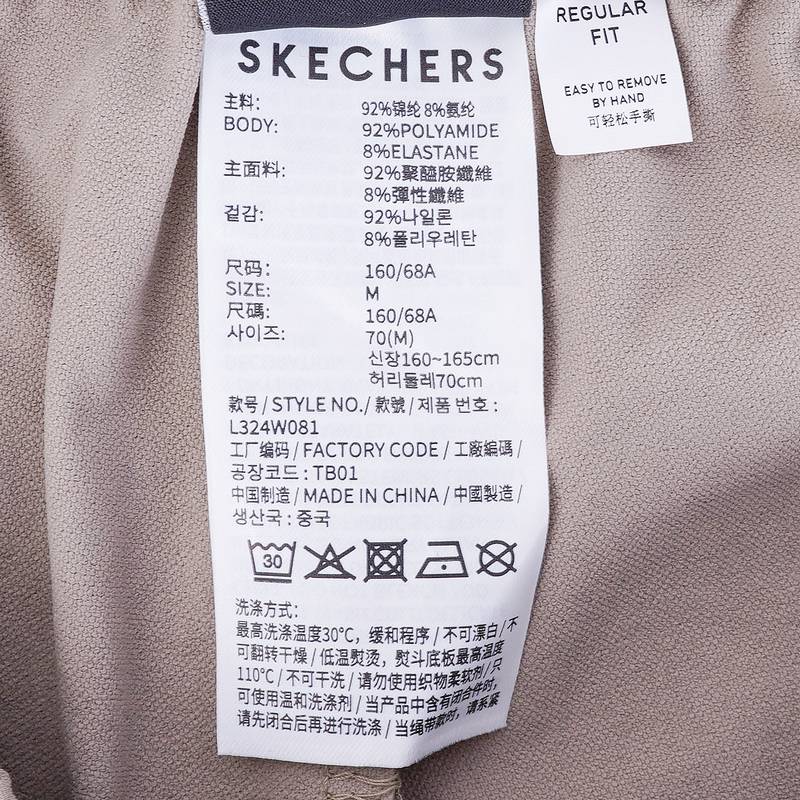 SKECHERS
主料: 92%锦纶 8%氨纶
BODY: 92%POLYAMIDE
8%ELASTANE
主面料: 92%聚醯胺纖維
8%彈性纖維
겉감: 92%나일론
8%폴리우레탄
尺码: 160/68A
SIZE: M
尺碼: 160/68A
사이즈: 70(M)
신장160~165cm
허리둘레70cm
款号 / STYLE NO./ 款號 / 제품 번호 :
L324W081
工厂编码 / FACTORY CODE / 工廠編碼 /
공장코드 : TB01
中国制造 / MADE IN CHINA / 中國製造 /
생산국 : 중국
30
洗涤方式:
最高洗涤温度30℃，缓和程序 / 不可漂白 / 不
可翻转干燥 / 低温熨烫，熨斗底板最高温度
110℃ / 不可干洗 / 请勿使用织物柔软剂 / 只
可使用温和洗涤剂 / 当产品中含有闭合件时，
请先闭合后再进行洗涤 / 当绳带款时，请系紧
REGULAR
FIT
EASY TO REMOVE
BY HAND
可轻松手撕